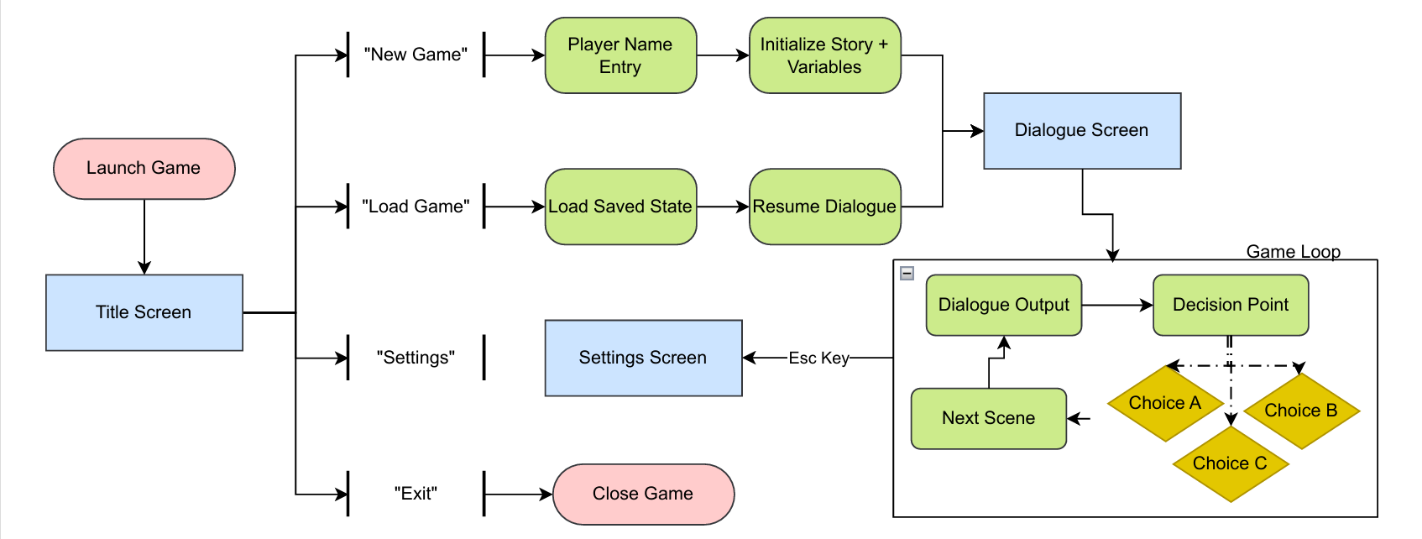 "New Game"
Player Name
Entry
Initialize Story +
Variables
Dialogue Screen
Launch Game
"Load Game"
Load Saved State
Resume Dialogue
Game Loop
Title Screen
Dialogue Output
Decision Point
"Settings"
Settings Screen
Esc Key
Next Scene
Choice A
Choice B
Choice C
"Exit"
Close Game